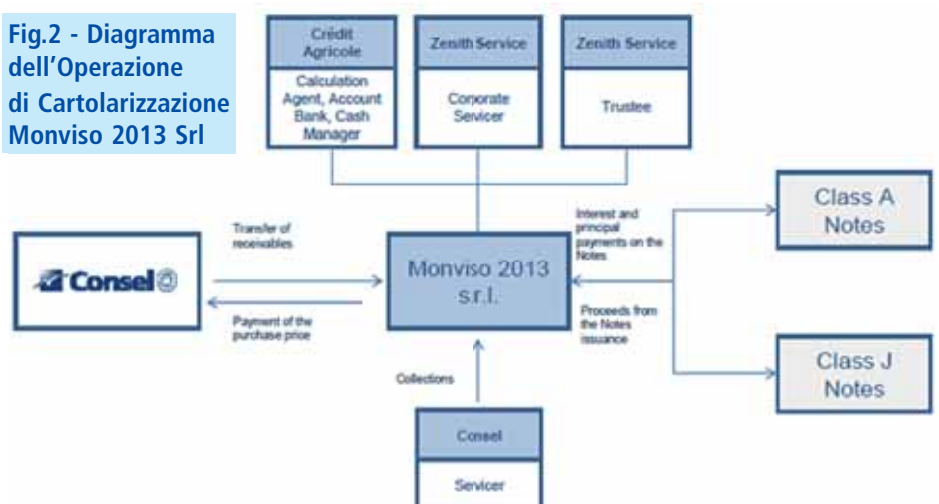 Fig.2 - Diagramma
dell'Operazione
di Cartolarizzazione
Monviso 2013 Srl
Crédit
Agricole
Calculation
Agent, Account
Bank, Cash
Manager
Zenith Service
Corporate
Servicer
Zenith Service
Trustee
Consel
Transfer of
receivables
Payment of the
purchase price
Monviso 2013
s.r.l.
Interest and
principal
payments on the
Notes
Proceeds from
the Notes
issuance
Class A
Notes
Class J
Notes
Collections
Consel
Servicer